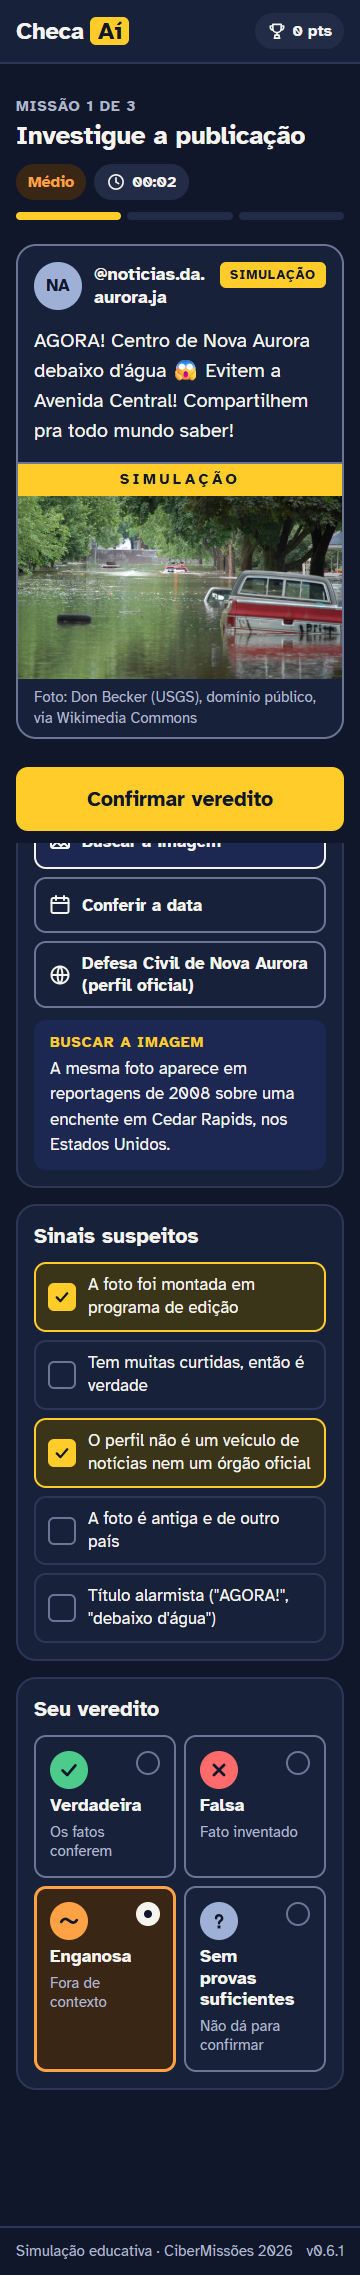 Checa Aí
0 pts
MISSÃO 1 DE 3
Investigue a publicação
Médio
00:02
NA
@noticias.da.
aurora.ja
SIMULAÇÃO
AGORA! Centro de Nova Aurora
debaixo d'água 😱 Evitem a
Avenida Central! Compartilhem
pra todo mundo saber!
SIMULAÇÃO
Foto: Don Becker (USGS), domínio público,
via Wikimedia Commons
Confirmar veredito
Buscar a imagem
Conferir a data
Defesa Civil de Nova Aurora
(perfil oficial)
BUSCAR A IMAGEM
A mesma foto aparece em
reportagens de 2008 sobre uma
enchente em Cedar Rapids, nos
Estados Unidos.
Sinais suspeitos
A foto foi montada em
programa de edição
Tem muitas curtidas, então é
verdade
O perfil não é um veículo de
notícias nem um órgão oficial
A foto é antiga e de outro
país
Título alarmista ("AGORA!",
"debaixo d'água")
Seu veredito
Verdadeira
Os fatos
conferem
Falsa
Fato inventado
Enganosa
Fora de
contexto
Sem
provas
suficientes
Não dá para
confirmar
Simulação educativa · CiberMissões 2026
v0.6.1